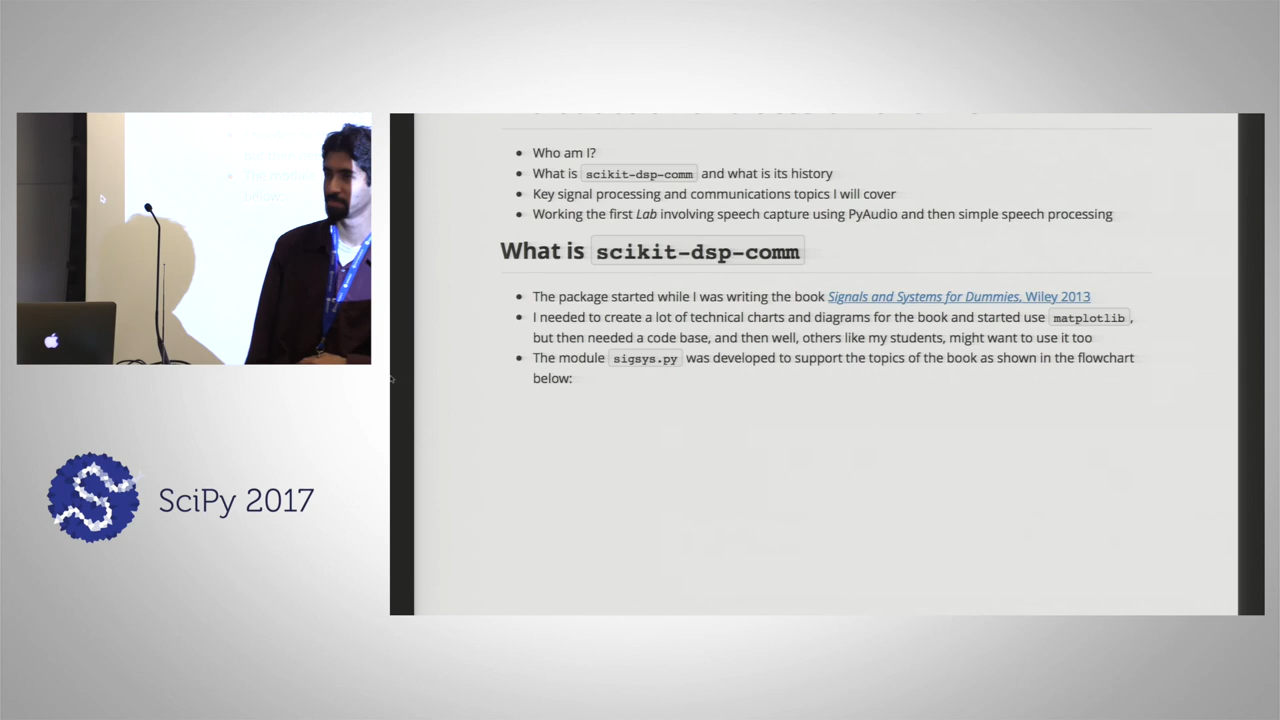 Who am I?
What is scikit-dsp-comm and what is its history
Key signal processing and communications topics I will cover
Working the first Lab involving speech capture using PyAudio and then simple speech processing
What is scikit-dsp-comm
The package started while I was writing the book Signals and Systems for Dummies, Wiley 2013
I needed to create a lot of technical charts and diagrams for the book and started use matplotlib,
but then needed a code base, and then well, others like my students, might want to use it too
The module sigsys.py was developed to support the topics of the book as shown in the flowchart
below:
SciPy 2017